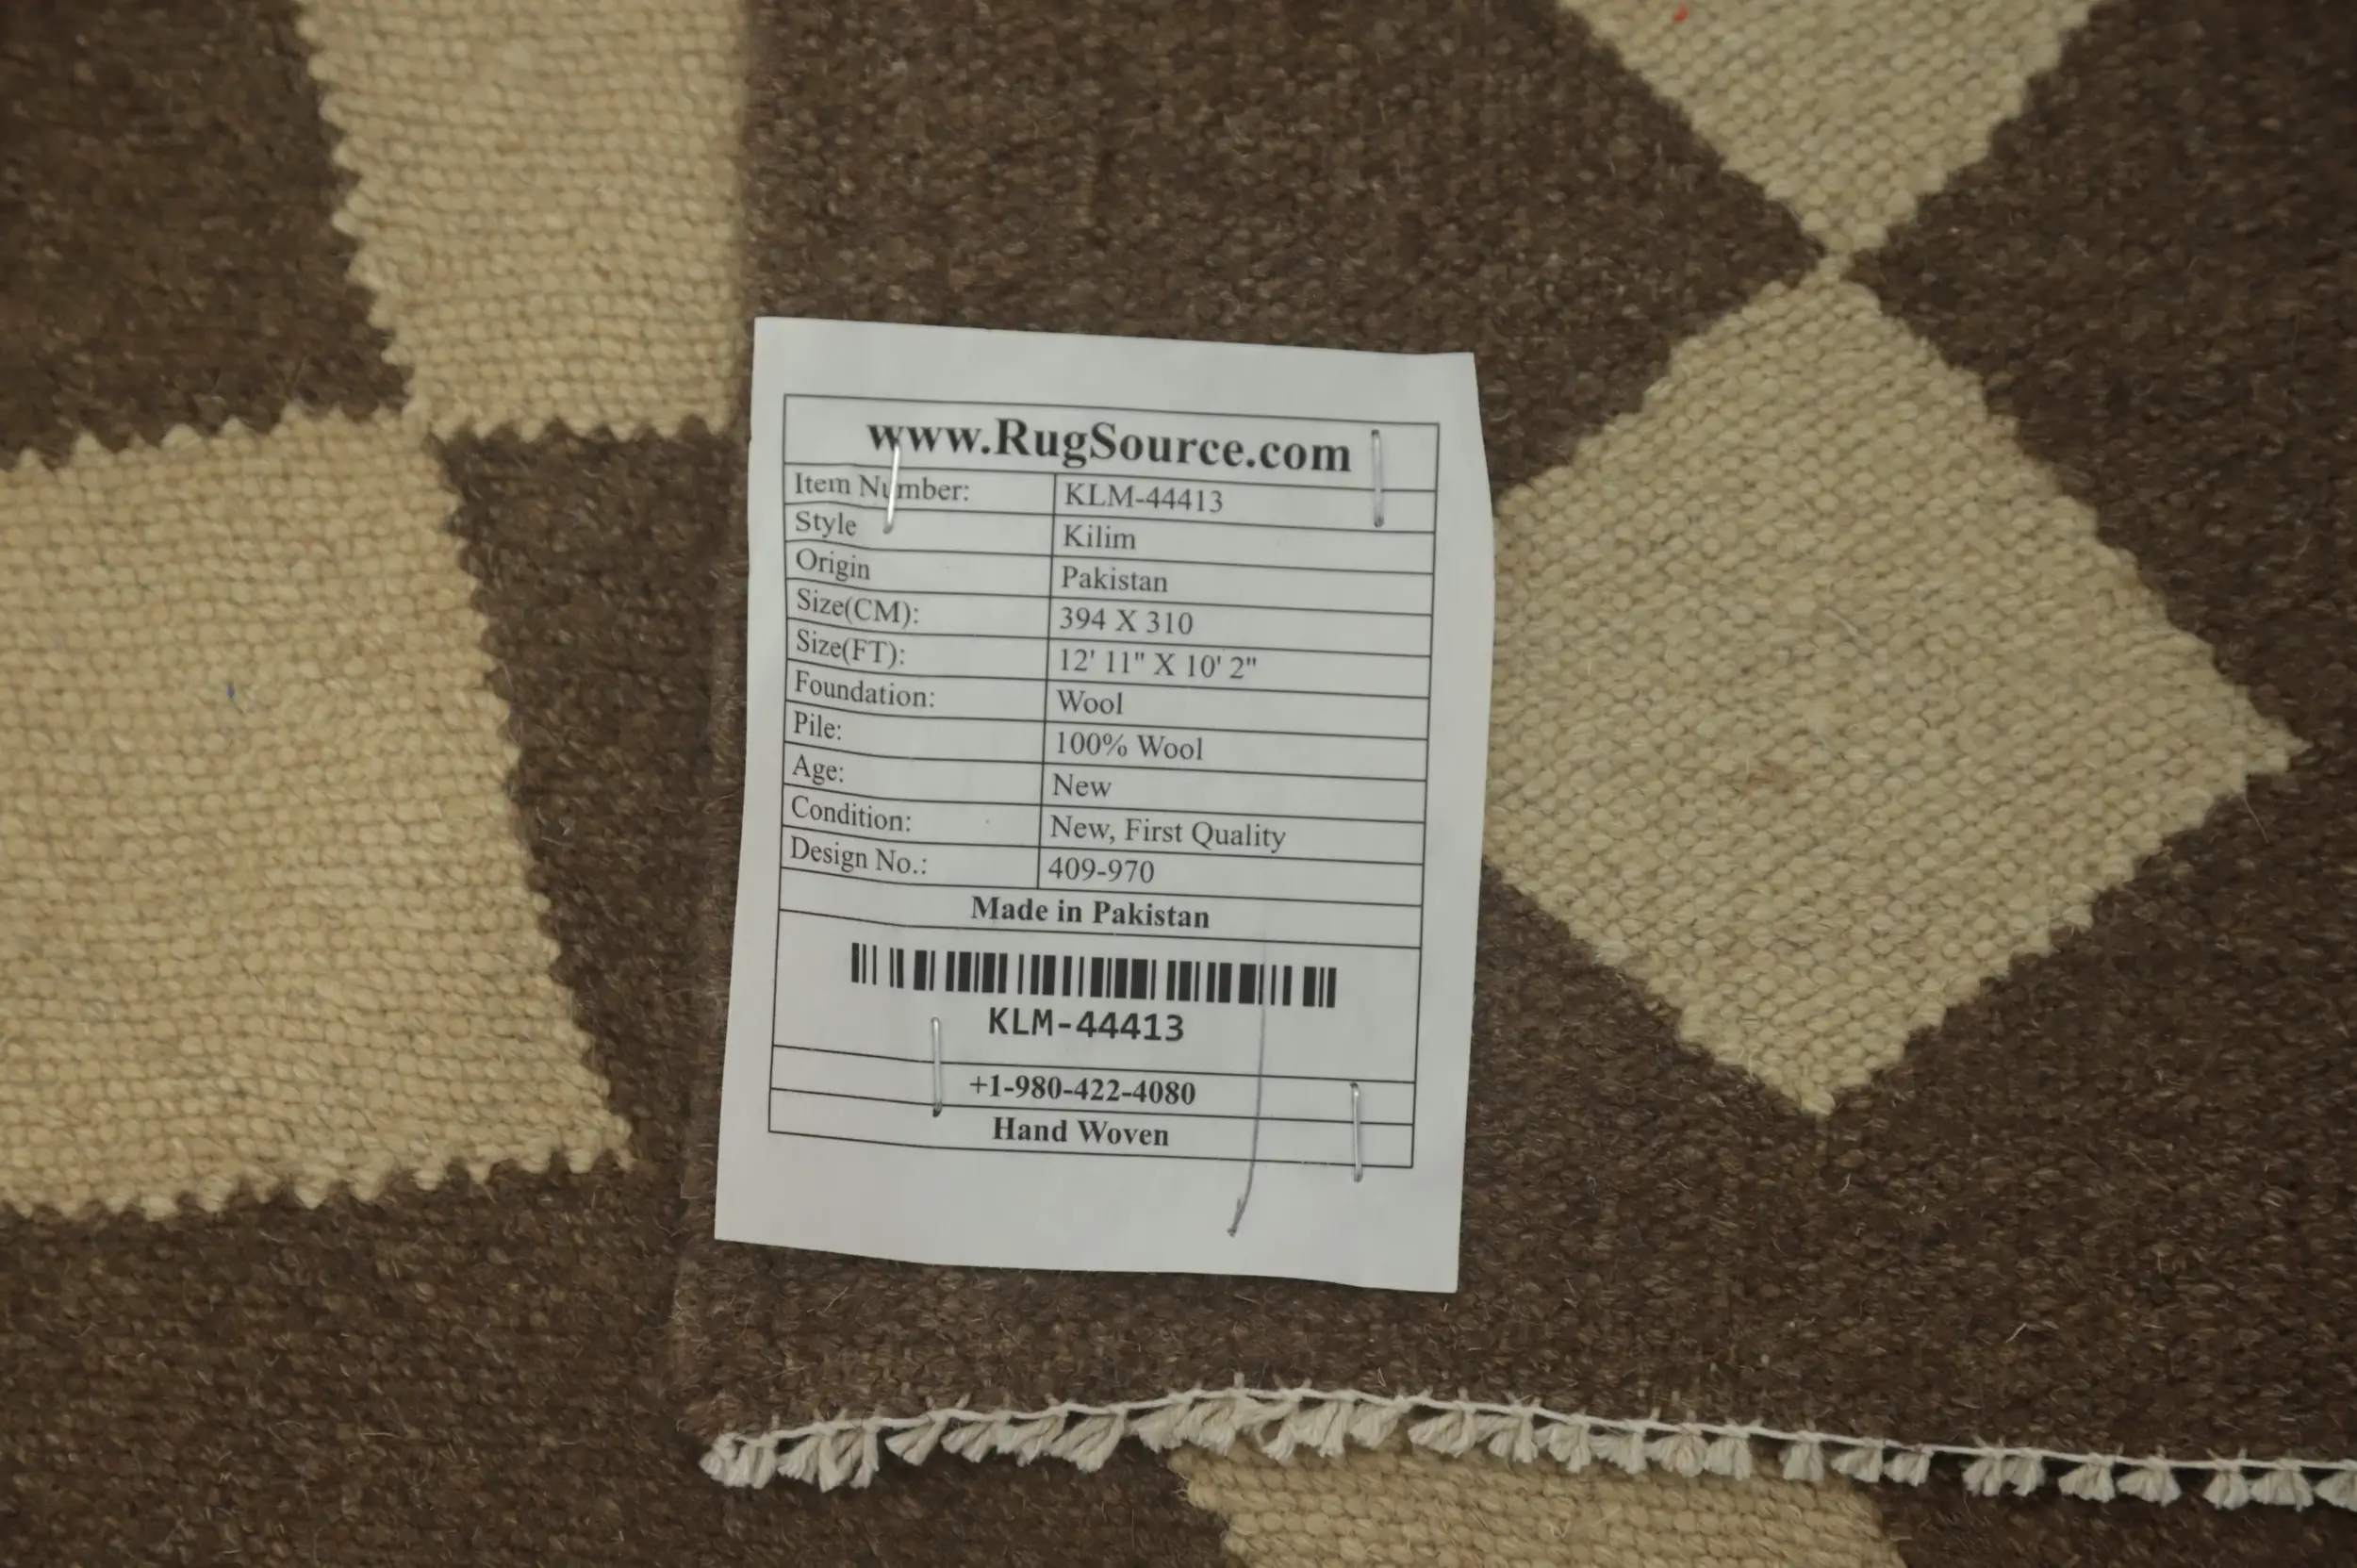 www.RugSource.com
Item Number: KLM-44413
Style Kilim
Origin Pakistan
Size(CM): 394 X 310
Size(FT): 12' 11" X 10' 2"
Foundation: Wool
Pile: 100% Wool
Age: New
Condition: New, First Quality
Design No.: 409-970
Made in Pakistan
KLM-44413
+1-980-422-4080
Hand Woven